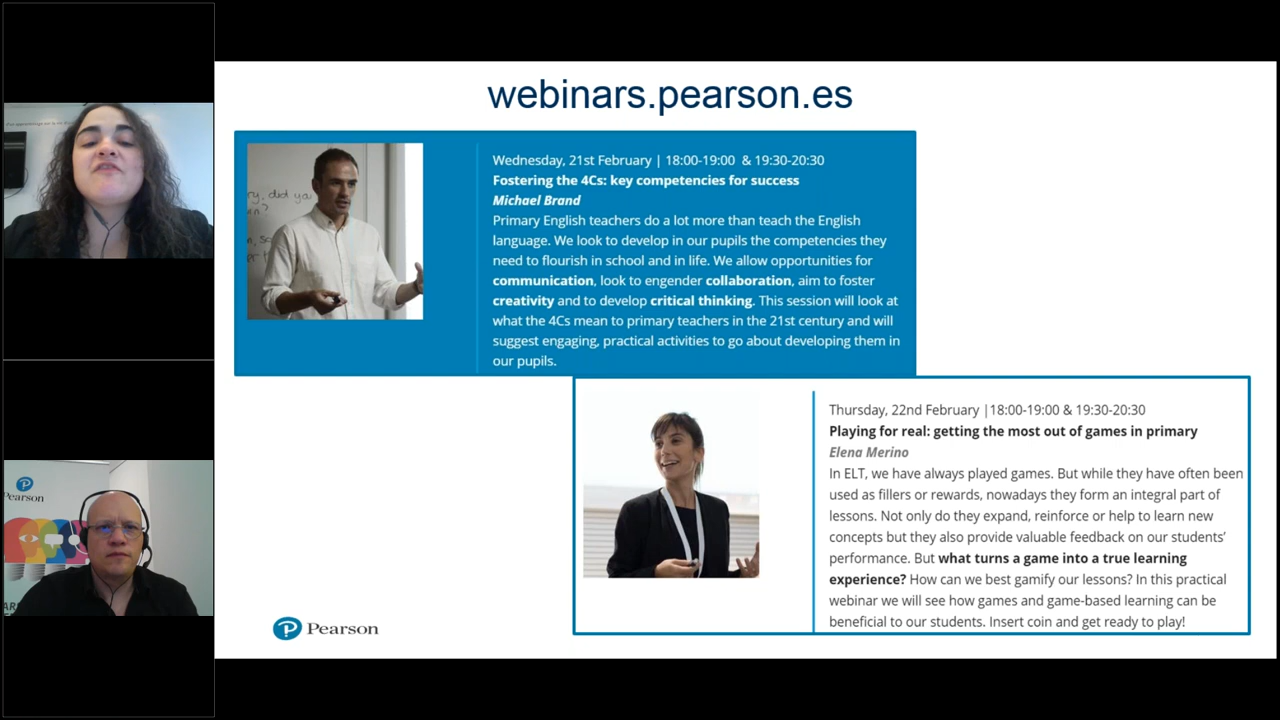 webinars.pearson.es
Wednesday, 21st February | 18:00-19:00 & 19:30-20:30
Fostering the 4Cs: key competencies for success
Michael Brand
Primary English teachers do a lot more than teach the English
language. We look to develop in our pupils the competencies they
need to flourish in school and in life. We allow opportunities for
communication, look to engender collaboration, aim to foster
creativity and to develop critical thinking. This session will look at
what the 4Cs mean to primary teachers in the 21st century and will
suggest engaging, practical activities to go about developing them in
our pupils.
did you
Thursday, 22nd February |18:00-19:00 & 19:30-20:30
Playing for real: getting the most out of games in primary
Elena Merino
In ELT, we have always played games. But while they have often been
used as fillers or rewards, nowadays they form an integral part of
lessons. Not only do they expand, reinforce or help to learn new
concepts but they also provide valuable feedback on our students’
performance. But what turns a game into a true learning
experience? How can we best gamify our lessons? In this practical
webinar we will see how games and game-based learning can be
beneficial to our students. Insert coin and get ready to play!
Pearson
Pearson